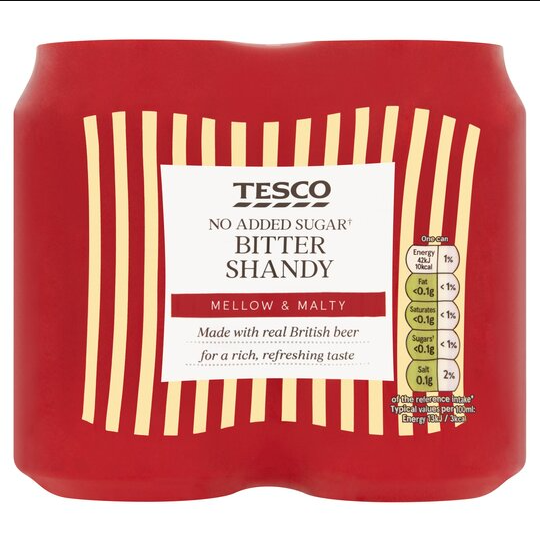 TESCO
NO ADDED SUGAR†
BITTER
SHANDY
MELLOW & MALTY
Made with real British beer
for a rich, refreshing taste
One Can
Energy
42kJ
10kcal
1%
Fat
<0.1g
<1%
Saturates
<0.1g
<1%
Sugars†
<0.1g
<1%
Salt
0.1g
2%
of the reference intake*
Typical values per 100ml:
Energy 13kJ / 3kcal